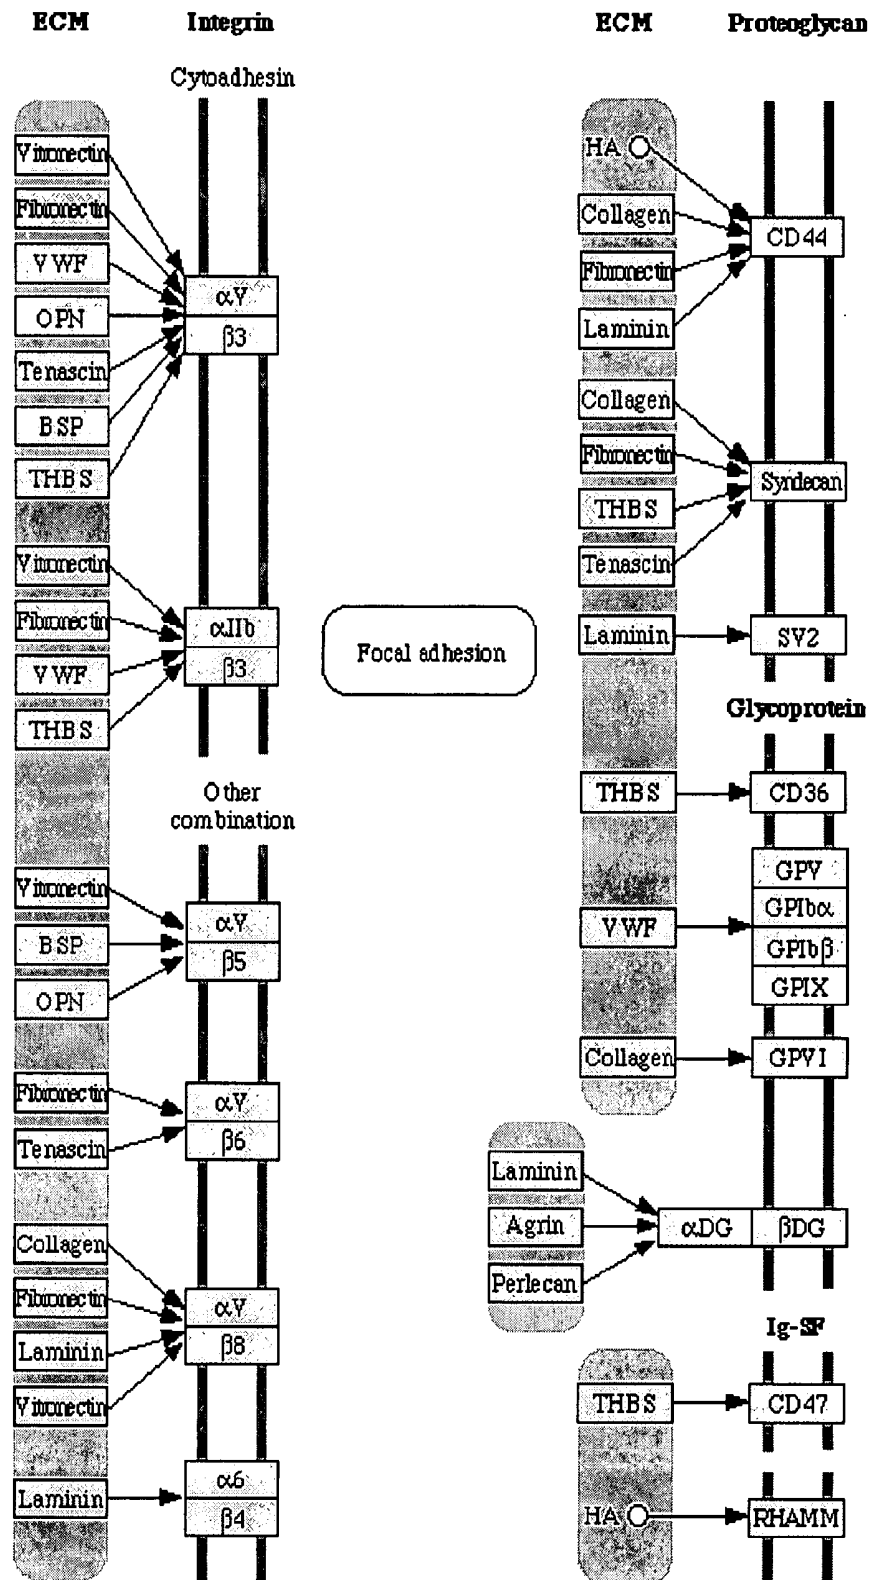 ECM
Integrin
Cytoadhesin
Vitronectin
Fibronectin
VWF
OPN
Tenascin
BSP
THBS
αV
β3
Vitronectin
Fibronectin
VWF
THBS
αIIb
β3
Other
combination
Vitronectin
BSP
OPN
αV
β5
Fibronectin
Tenascin
αV
β6
Collagen
Fibronectin
Laminin
Vitronectin
αV
β8
Laminin
α6
β4
Focal adhesion
ECM
Proteoglycan
HA
Collagen
Fibronectin
Laminin
CD44
Collagen
Fibronectin
THBS
Tenascin
Syndecan
Laminin
SV2
Glycoprotein
THBS
CD36
VWF
GPV
GPIbα
GPIbβ
GPIX
Collagen
GPVI
Laminin
Agrin
Perlecan
αDG
βDG
Ig-SF
THBS
CD47
HA
RHAMM